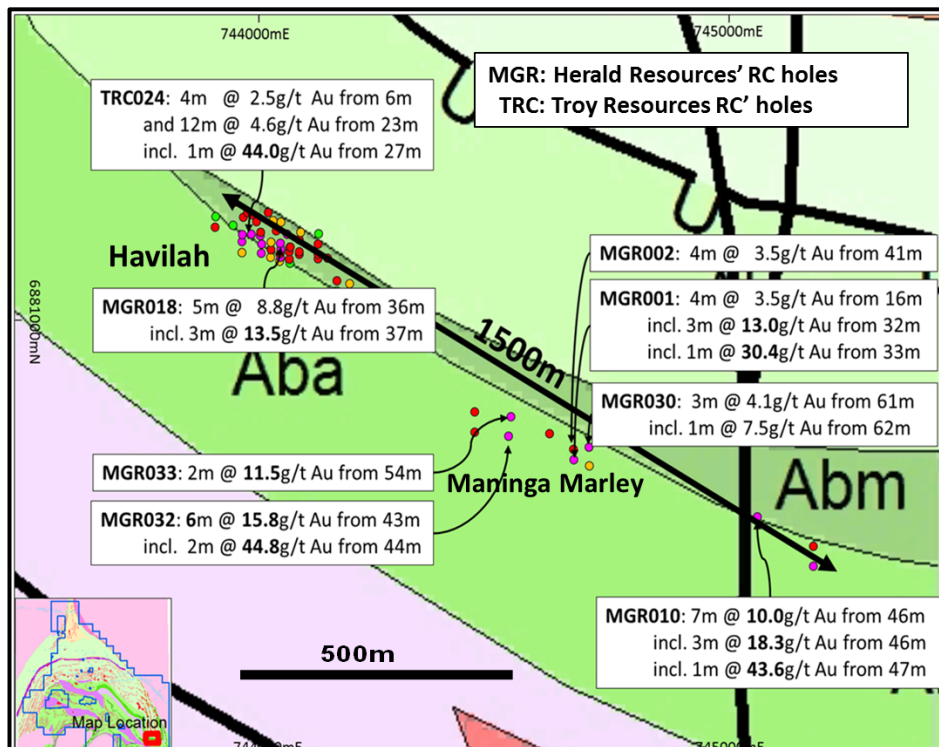 744000mE
745000mE
MGR: Herald Resources' RC holes
TRC: Troy Resources RC' holes
TRC024: 4m @ 2.5g/t Au from 6m
and 12m @ 4.6g/t Au from 23m
incl. 1m @ 44.0g/t Au from 27m
Havilah
6881000mN
MGR018: 5m @ 8.8g/t Au from 36m
incl. 3m @ 13.5g/t Au from 37m
MGR002: 4m @ 3.5g/t Au from 41m
MGR001: 4m @ 3.5g/t Au from 16m
incl. 3m @ 13.0g/t Au from 32m
incl. 1m @ 30.4g/t Au from 33m
1500m
Aba
MGR030: 3m @ 4.1g/t Au from 61m
incl. 1m @ 7.5g/t Au from 62m
MGR033: 2m @ 11.5g/t Au from 54m
Maninga Marley
Abm
MGR032: 6m @ 15.8g/t Au from 43m
incl. 2m @ 44.8g/t Au from 44m
MGR010: 7m @ 10.0g/t Au from 46m
incl. 3m @ 18.3g/t Au from 46m
incl. 1m @ 43.6g/t Au from 47m
500m
Map Location
745000mE